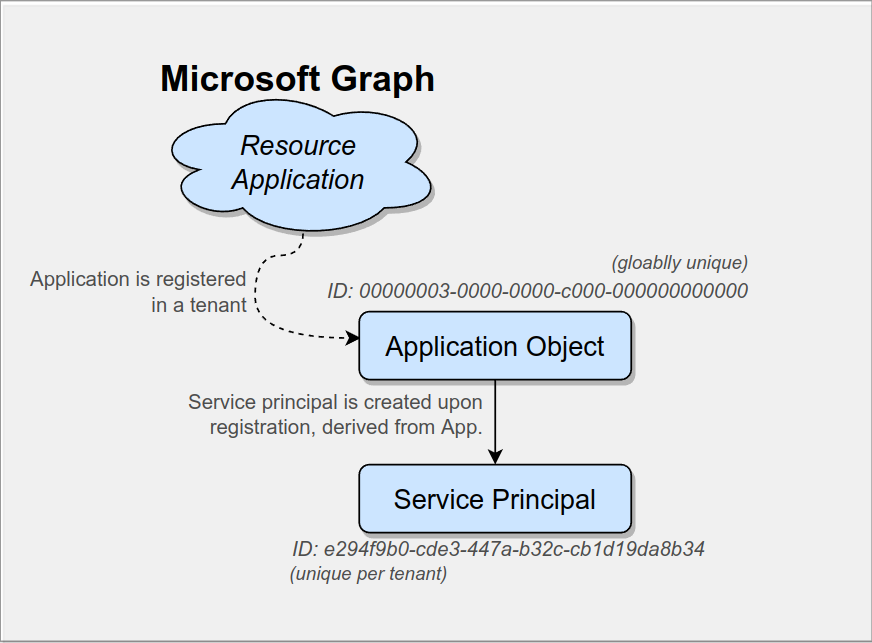 Microsoft Graph
Resource
Application
Application is registered
in a tenant
(gloablly unique)
ID: 00000003-0000-0000-c000-000000000000
Application Object
Service principal is created upon
registration, derived from App.
Service Principal
ID: e294f9b0-cde3-447a-b32c-cb1d19da8b34
(unique per tenant)